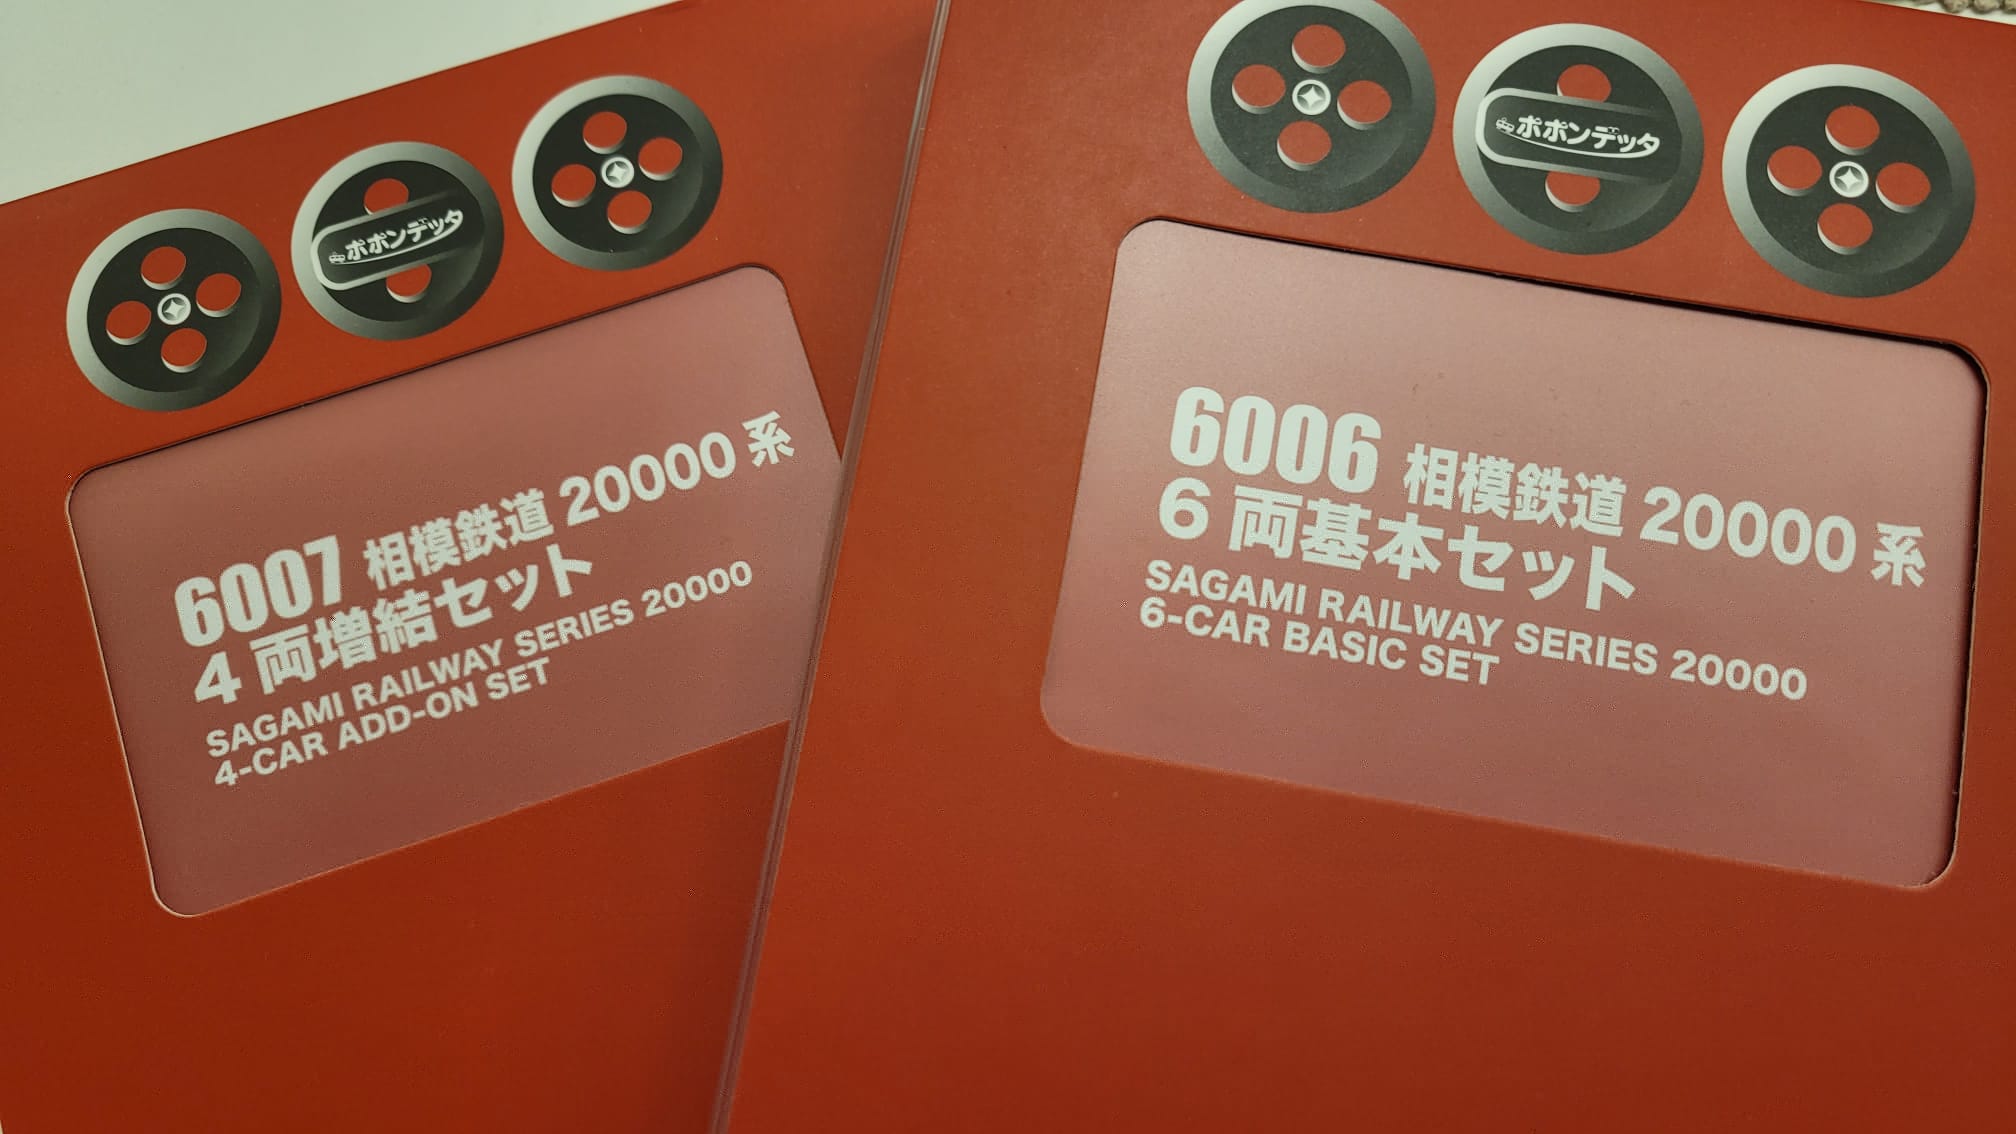 ポポンデッタ
6007 相模鉄道 20000 系
4 両増結セット
SAGAMI RAILWAY SERIES 20000
4-CAR ADD-ON SET
ポポンデッタ
6006 相模鉄道 20000 系
6 両基本セット
SAGAMI RAILWAY SERIES 20000
6-CAR BASIC SET